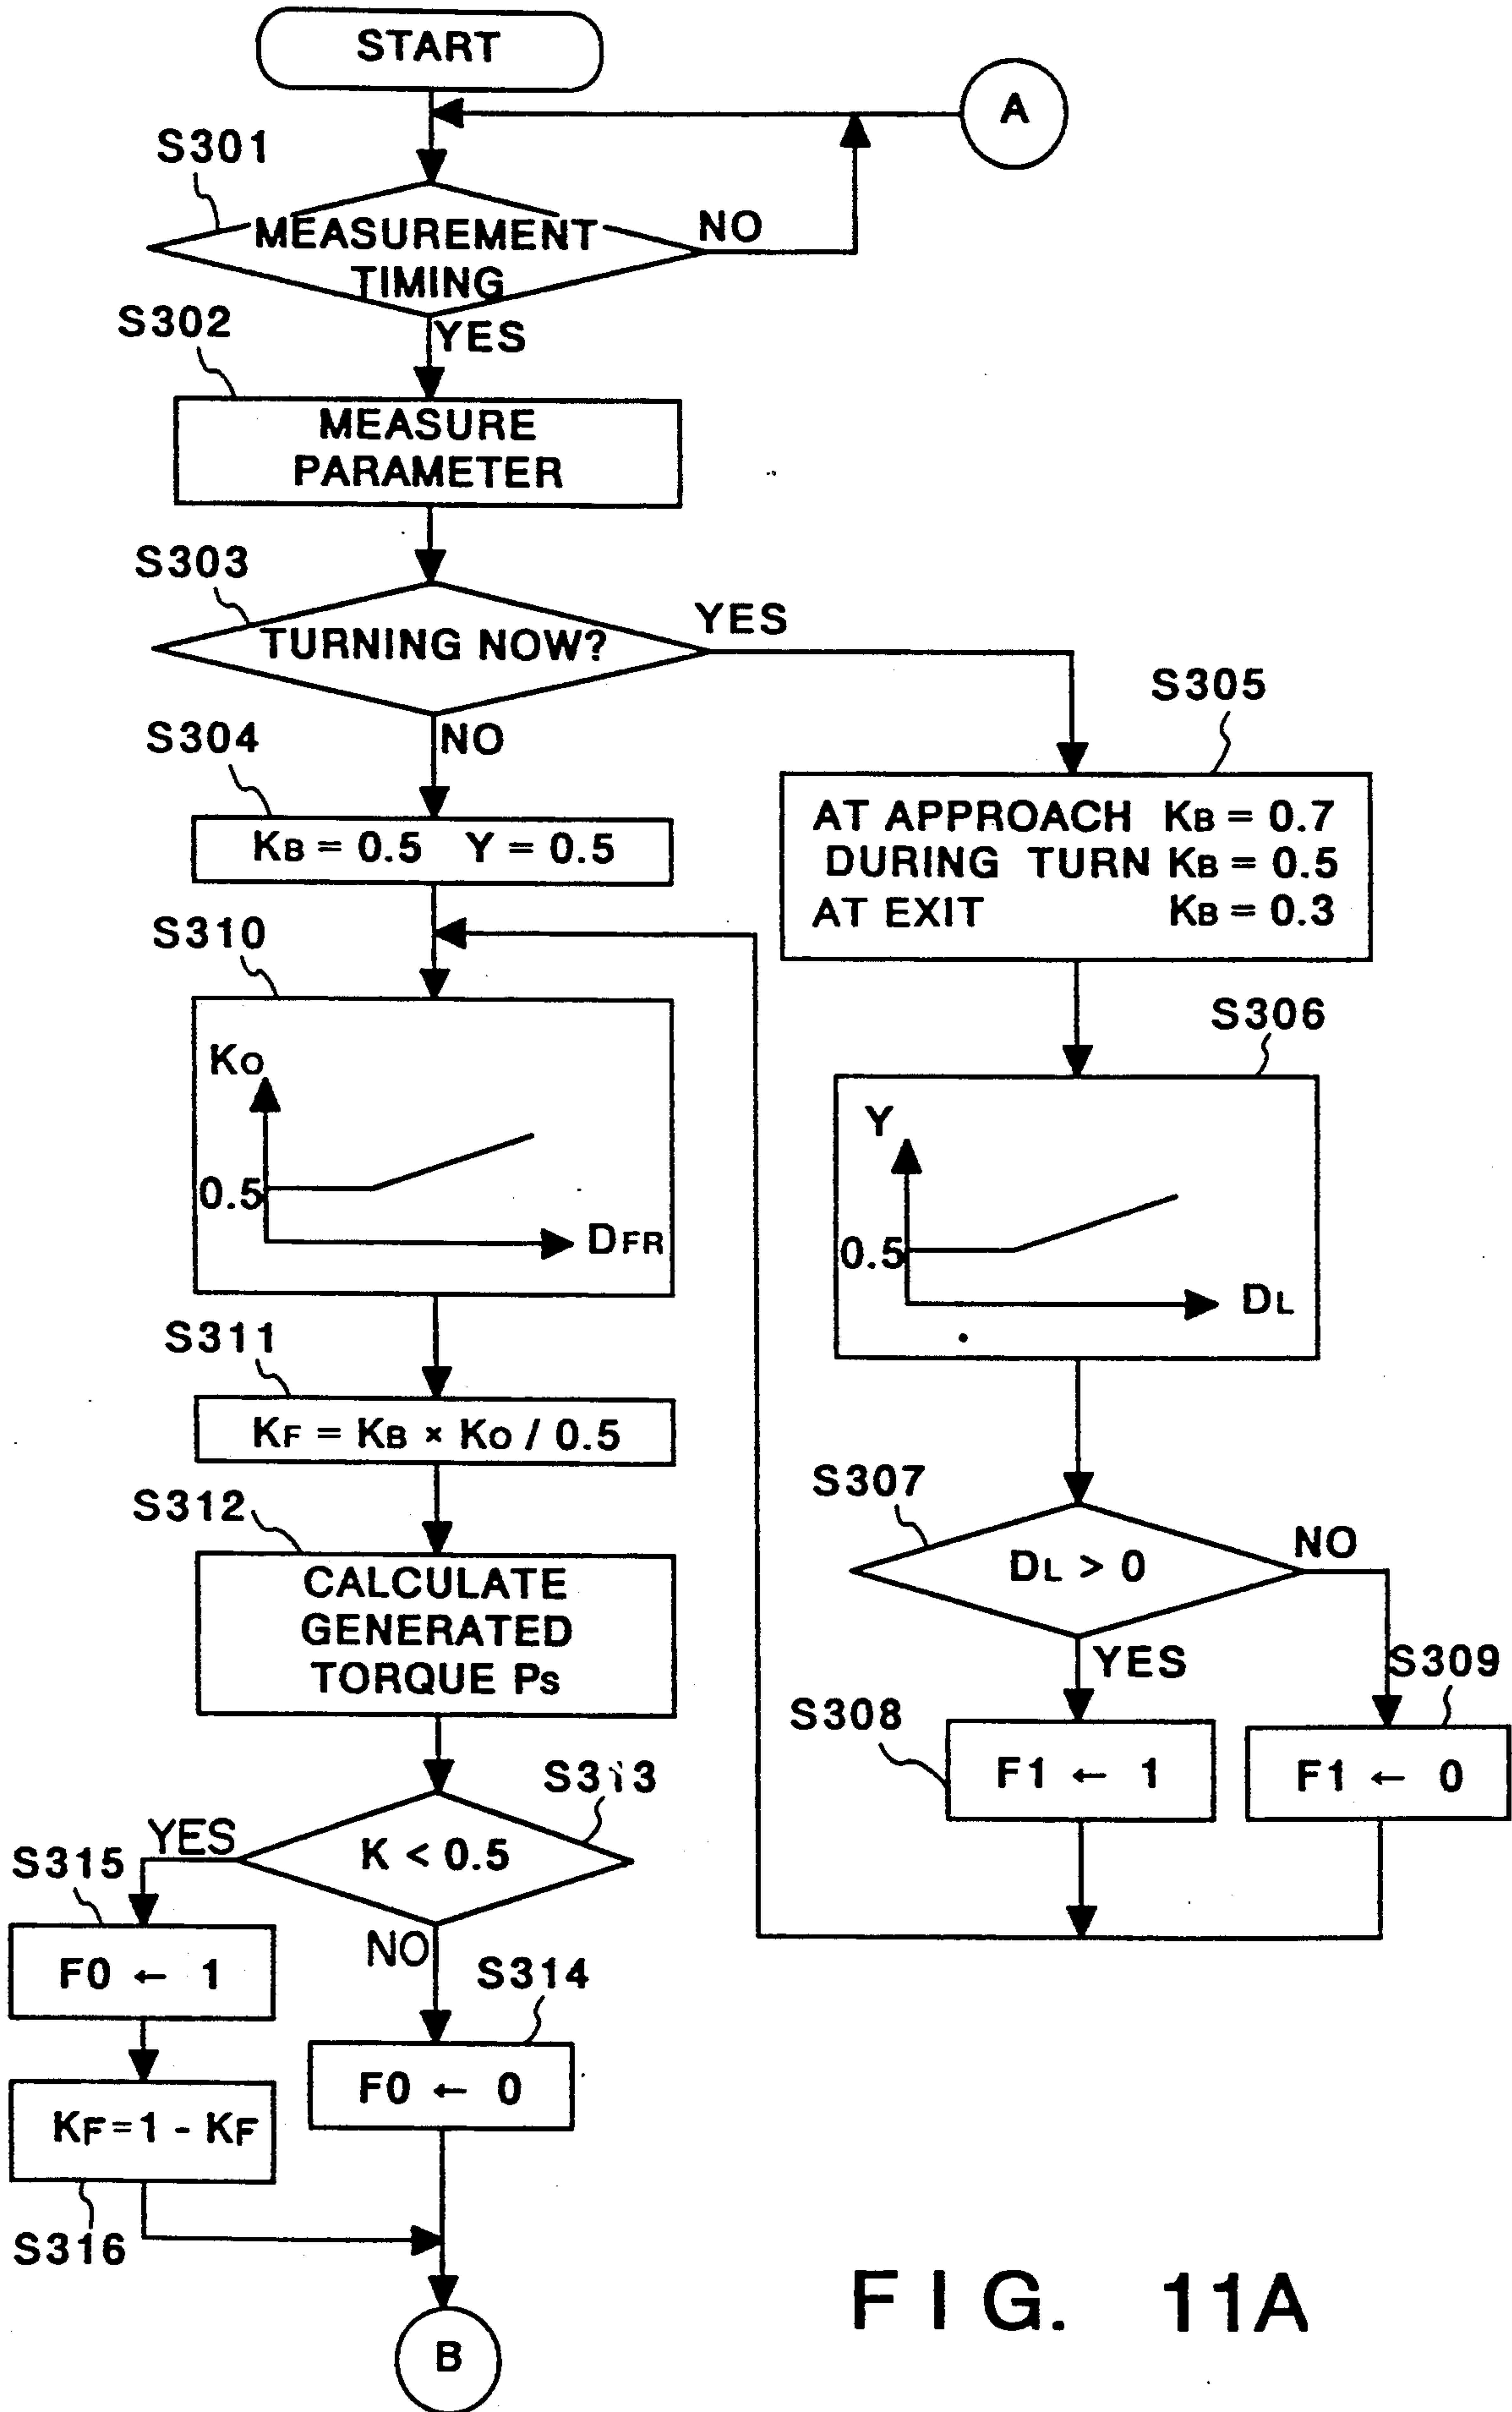 START
A
S301
MEASUREMENT
TIMING
NO
S302
YES
MEASURE
PARAMETER
S303
TURNING NOW?
YES
S304
NO
KB = 0.5 Y = 0.5
S305
AT APPROACH KB = 0.7
DURING TURN KB = 0.5
AT EXIT KB = 0.3
S310
KO
0.5
DFR
S306
Y
0.5
DL
S311
KF = KB × KO / 0.5
S312
CALCULATE
GENERATED
TORQUE PS
S307
DL > 0
NO
YES
S308
F1 ← 1
S309
F1 ← 0
S313
K < 0.5
YES
S315
NO
F0 ← 1
S314
F0 ← 0
KF = 1 - KF
S316
B
FIG. 11A